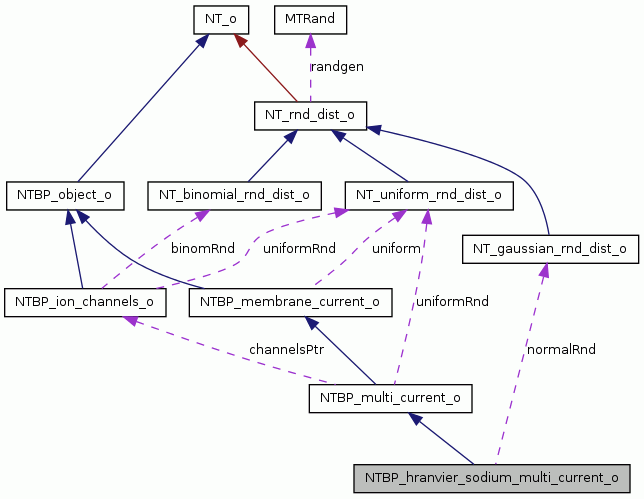 NT_o
MTRand
randgen
NT_rnd_dist_o
NTBP_object_o
NT_binomial_rnd_dist_o
NT_uniform_rnd_dist_o
NT_gaussian_rnd_dist_o
binomRnd
uniformRnd
uniform
NTBP_ion_channels_o
NTBP_membrane_current_o
uniformRnd
channelsPtr
normalRnd
NTBP_multi_current_o
NTBP_hranvier_sodium_multi_current_o